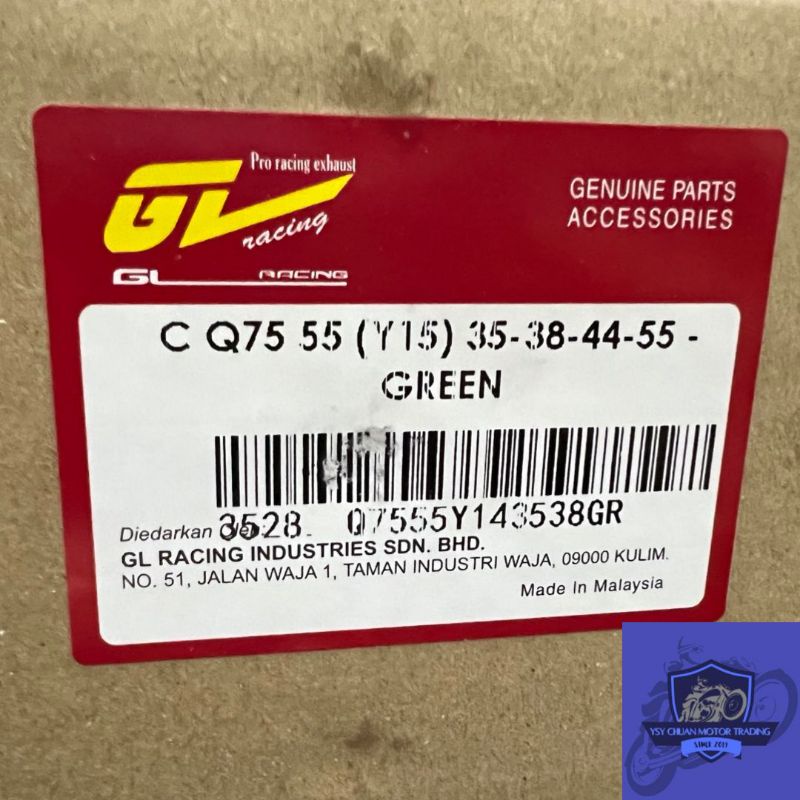 Pro racing exhaust
GL
racing
GL RACING
GENUINE PARTS
ACCESSORIES
C Q75 55 (Y15) 35-38-44-55 -
GREEN
3528. Q7555Y143538GR
Diedarkan
GL RACING INDUSTRIES SDN. BHD.
NO. 51, JALAN WAJA 1, TAMAN INDUSTRI WAJA, 09000 KULIM.
Made In Malaysia
YSY CHUAN MOTOR TRADING
SINCE 2019